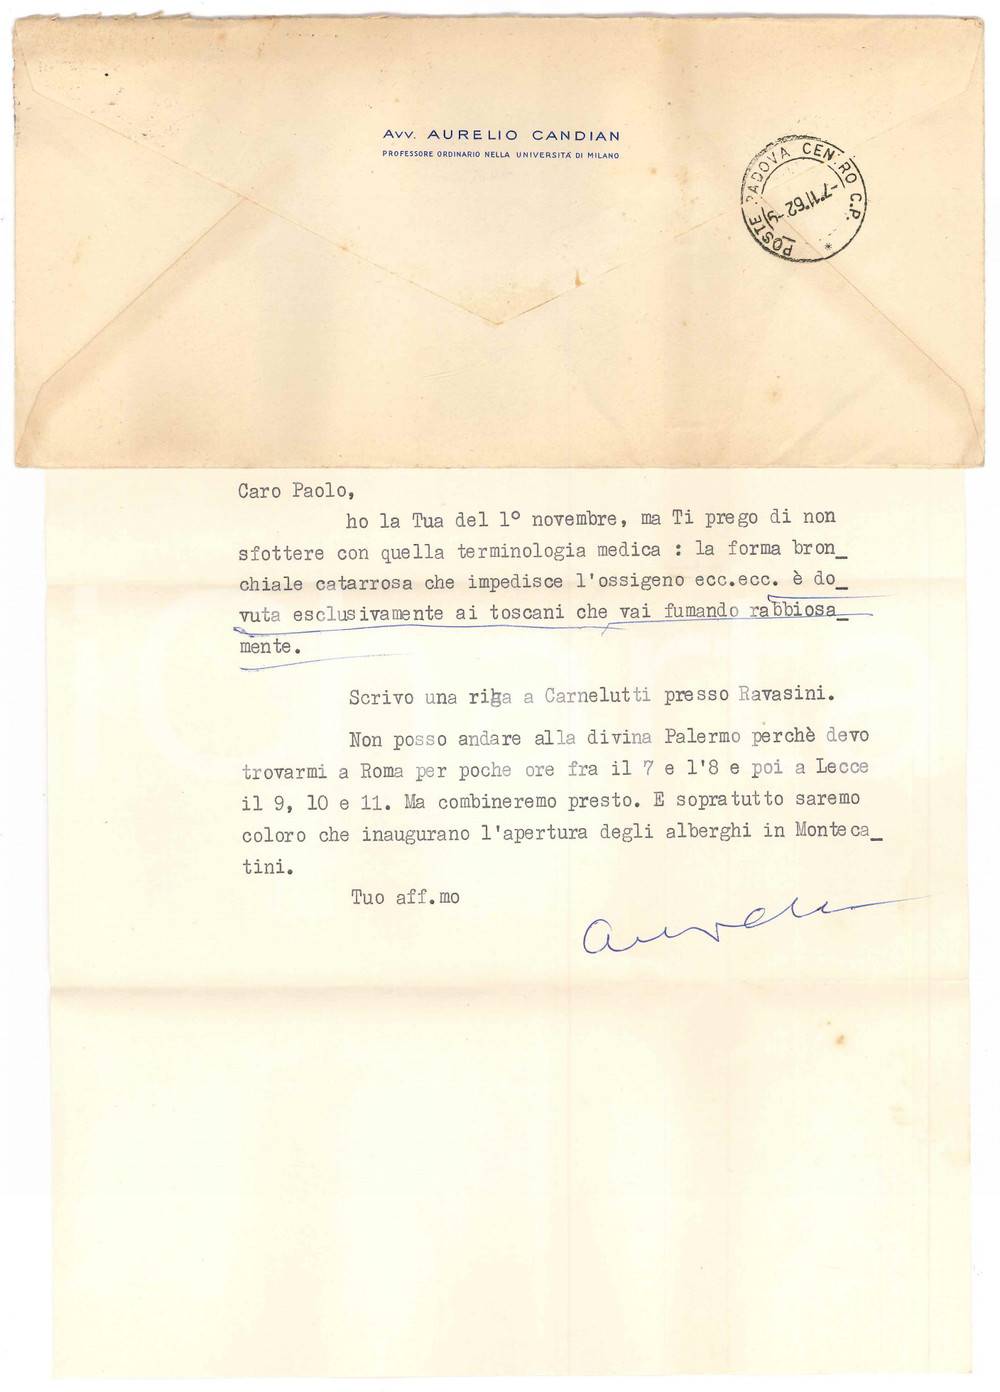 Avv. AURELIO CANDIAN
PROFESSORE ORDINARIO NELLA UNIVERSITÀ DI MILANO
POSTE PADOVA CENTRO C.P.
-7.11.62-
Caro Paolo,
ho la Tua del 1° novembre, ma Ti prego di non
sfottere con quella terminologia medica : la forma bron_
chiale catarrosa che impedisce l'ossigeno ecc.ecc. è do_
vuta esclusivamente ai toscani che vai fumando rabbiosa_
mente.
Scrivo una riga a Carnelutti presso Ravasini.
Non posso andare alla divina Palermo perchè devo
trovarmi a Roma per poche ore fra il 7 e l'8 e poi a Lecce
il 9, 10 e 11. Ma combineremo presto. E sopratutto saremo
coloro che inaugurano l'apertura degli alberghi in Monteca_
tini.
Tuo aff.mo
Aurelio